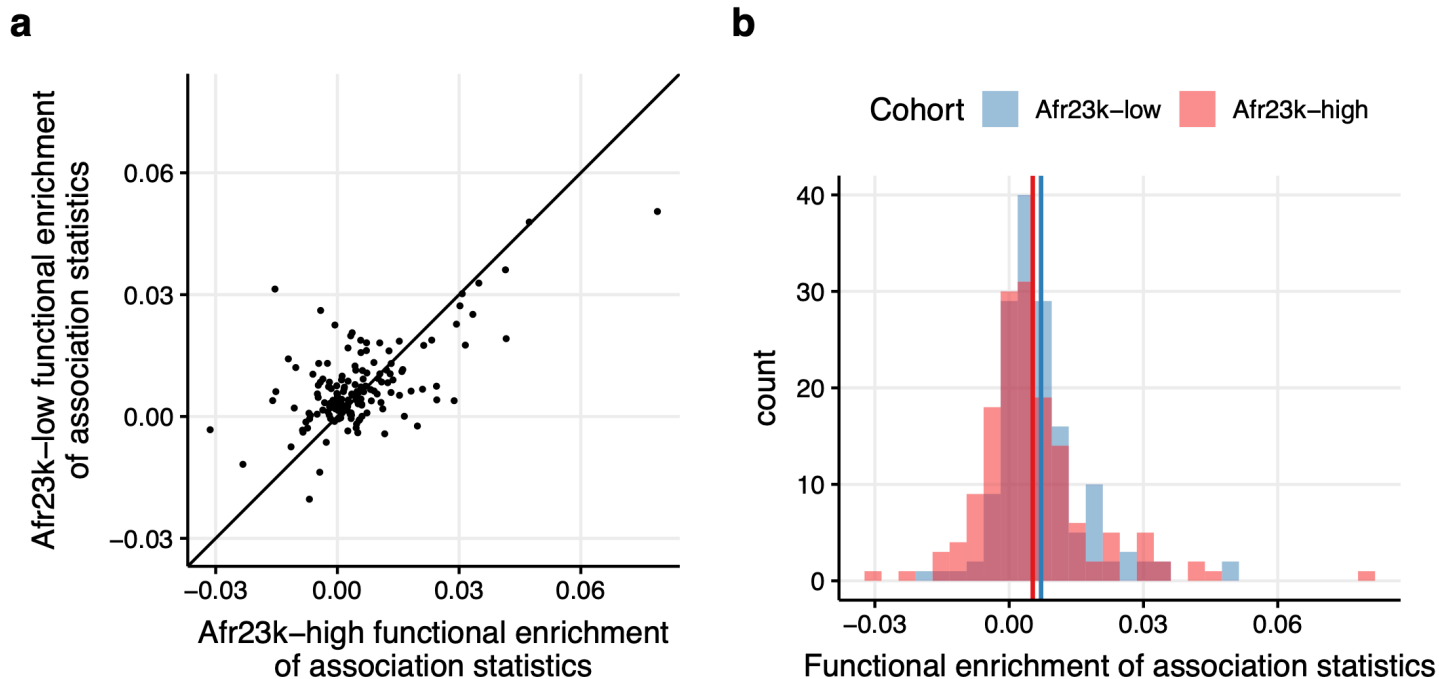 a
Afr23k−low functional enrichment
of association statistics
0.06
0.03
0.00
−0.03
−0.03 0.00 0.03 0.06
Afr23k−high functional enrichment
of association statistics
b
Cohort Afr23k−low Afr23k−high
count
40
30
20
10
0
−0.03 0.00 0.03 0.06
Functional enrichment of association statistics